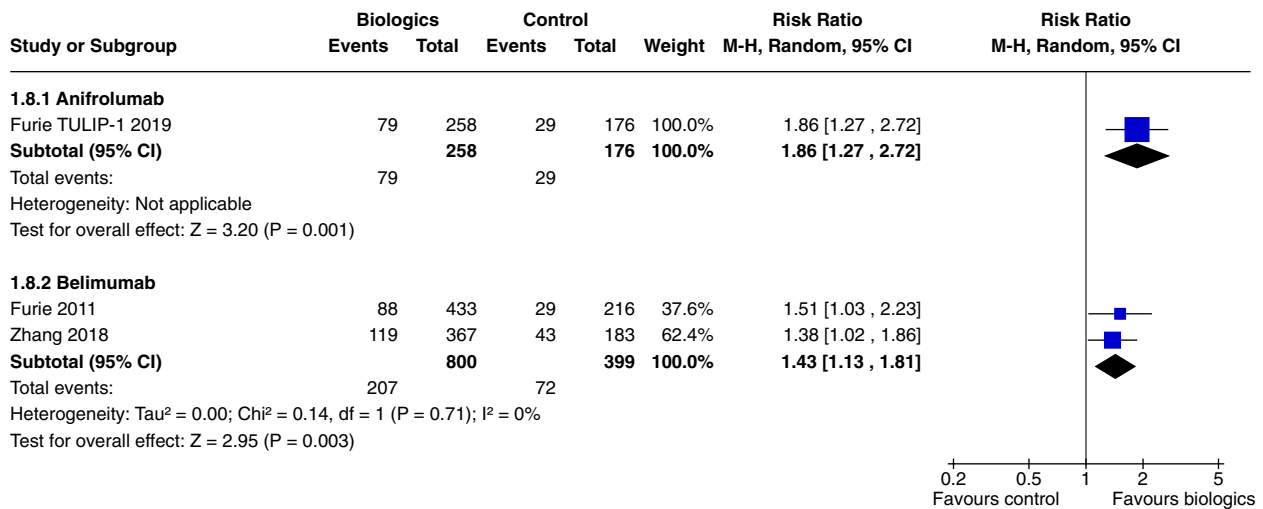 Biologics Control Risk Ratio Risk Ratio
Study or Subgroup Events Total Events Total Weight M-H, Random, 95% CI M-H, Random, 95% CI
1.8.1 Anifrolumab
Furie TULIP-1 2019 79 258 29 176 100.0% 1.86 [1.27 , 2.72]
Subtotal (95% CI) 258 176 100.0% 1.86 [1.27 , 2.72]
Total events: 79 29
Heterogeneity: Not applicable
Test for overall effect: Z = 3.20 (P = 0.001)
1.8.2 Belimumab
Furie 2011 88 433 29 216 37.6% 1.51 [1.03 , 2.23]
Zhang 2018 119 367 43 183 62.4% 1.38 [1.02 , 1.86]
Subtotal (95% CI) 800 399 100.0% 1.43 [1.13 , 1.81]
Total events: 207 72
Heterogeneity: Tau² = 0.00; Chi² = 0.14, df = 1 (P = 0.71); I² = 0%
Test for overall effect: Z = 2.95 (P = 0.003)
0.2 0.5 1 2 5
Favours control Favours biologics